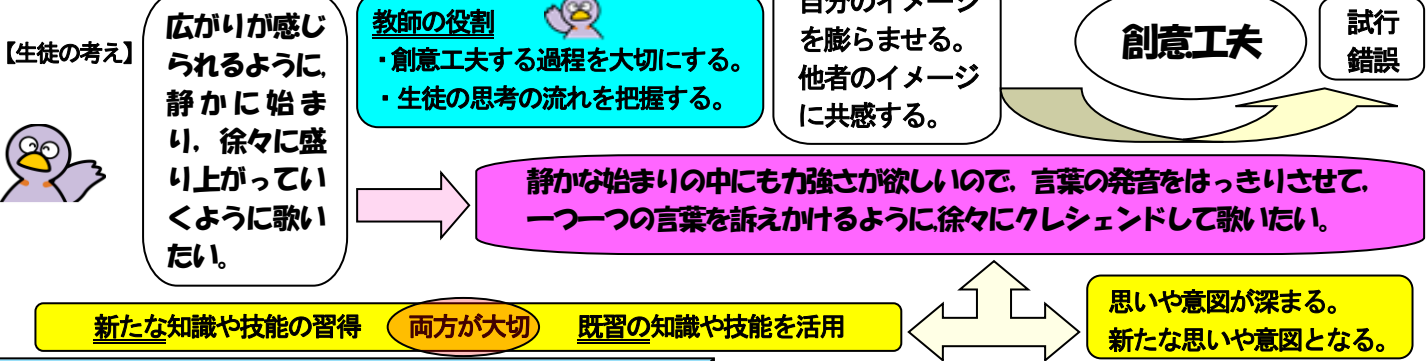 【生徒の考え】
広がりが感じ
られるように,
静かに始ま
り, 徐々に盛
り上がってい
くように歌い
たい。
教師の役割
・創意工夫する過程を大切にする。
・生徒の思考の流れを把握する。
自分のイメージ
を膨らませる。
他者のイメージ
に共感する。
創意工夫
試行
錯誤
静かな始まりの中にも力強さが欲しいので, 言葉の発音をはっきりさせて,
一つ一つの言葉を訴えかけるように,徐々にクレシェンドして歌いたい。
新たな知識や技能の習得 両方が大切 既習の知識や技能を活用
思いや意図が深まる。
新たな思いや意図となる。